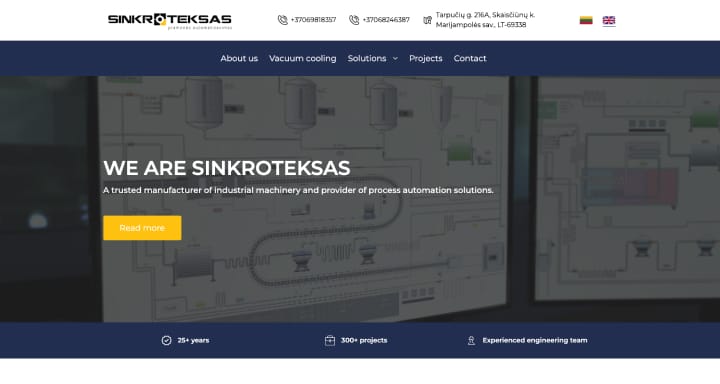 SINKROTEKSAS
pramonės automatizavimas
+37069818357
+37068246387
Tarpučių g. 216A, Skaisčiūnų k.
Marijampolės sav., LT-69338
About us
Vacuum cooling
Solutions
Projects
Contact
WE ARE SINKROTEKSAS
A trusted manufacturer of industrial machinery and provider of process automation solutions.
Read more
25+ years
300+ projects
Experienced engineering team